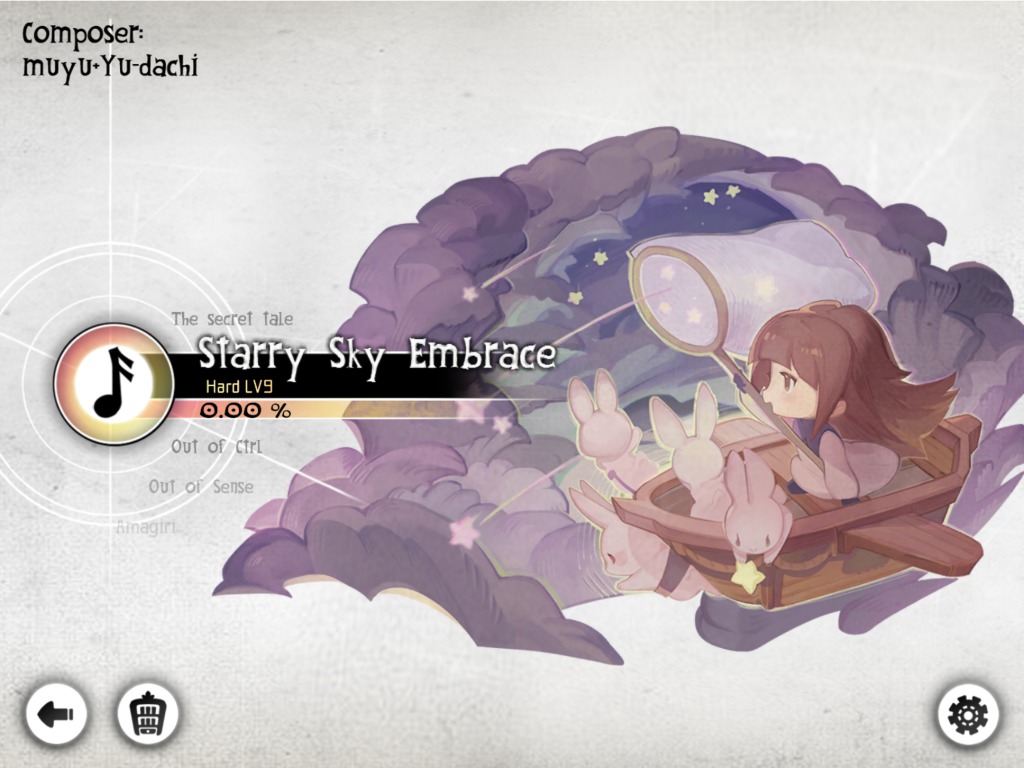 Composer:
muyu•Yu-dachi
The secret tale
Starry Sky Embrace
Hard LV9
0.00 %
Out of Ctrl
Out of Sense
Ainagiri